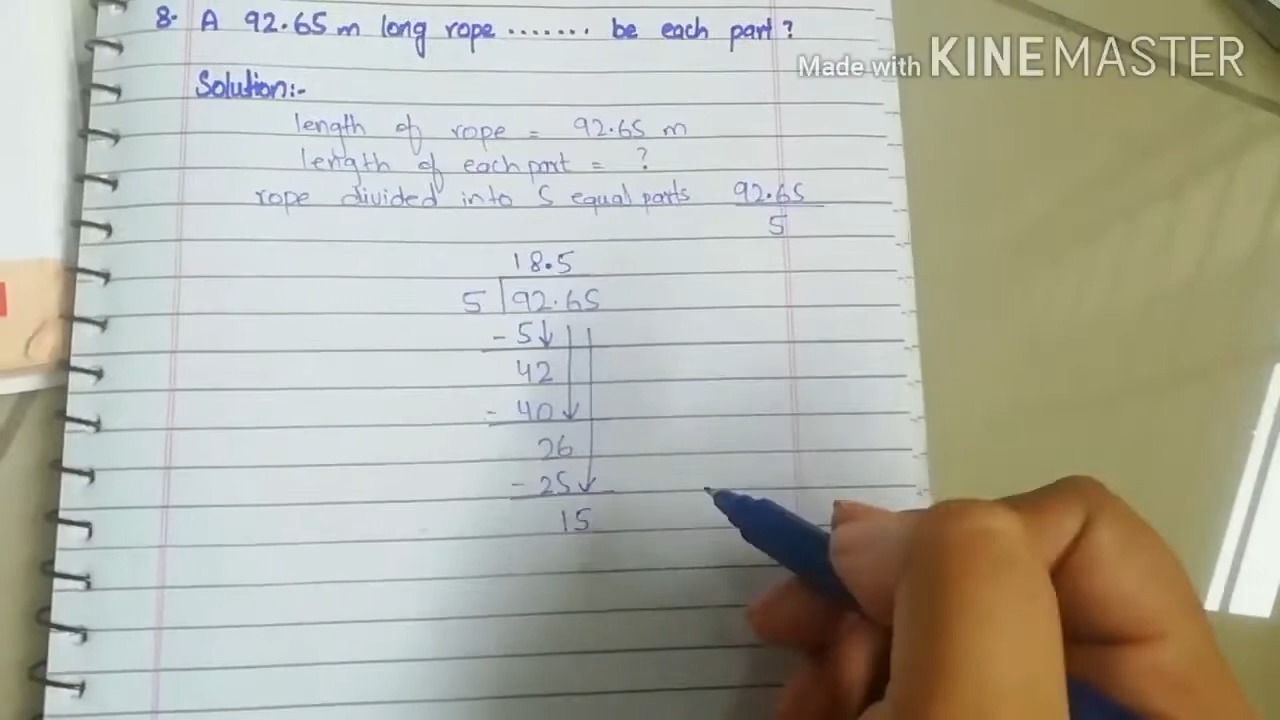 8. A 92.65 m long rope ....... be each part ?
Made with KINEMASTER
Solution:-
length of rope = 92.65 m
length of each part = ?
rope divided into 5 equal parts 92.65
5
18.5
5 92.65
- 5
42
- 40
26
- 25
15